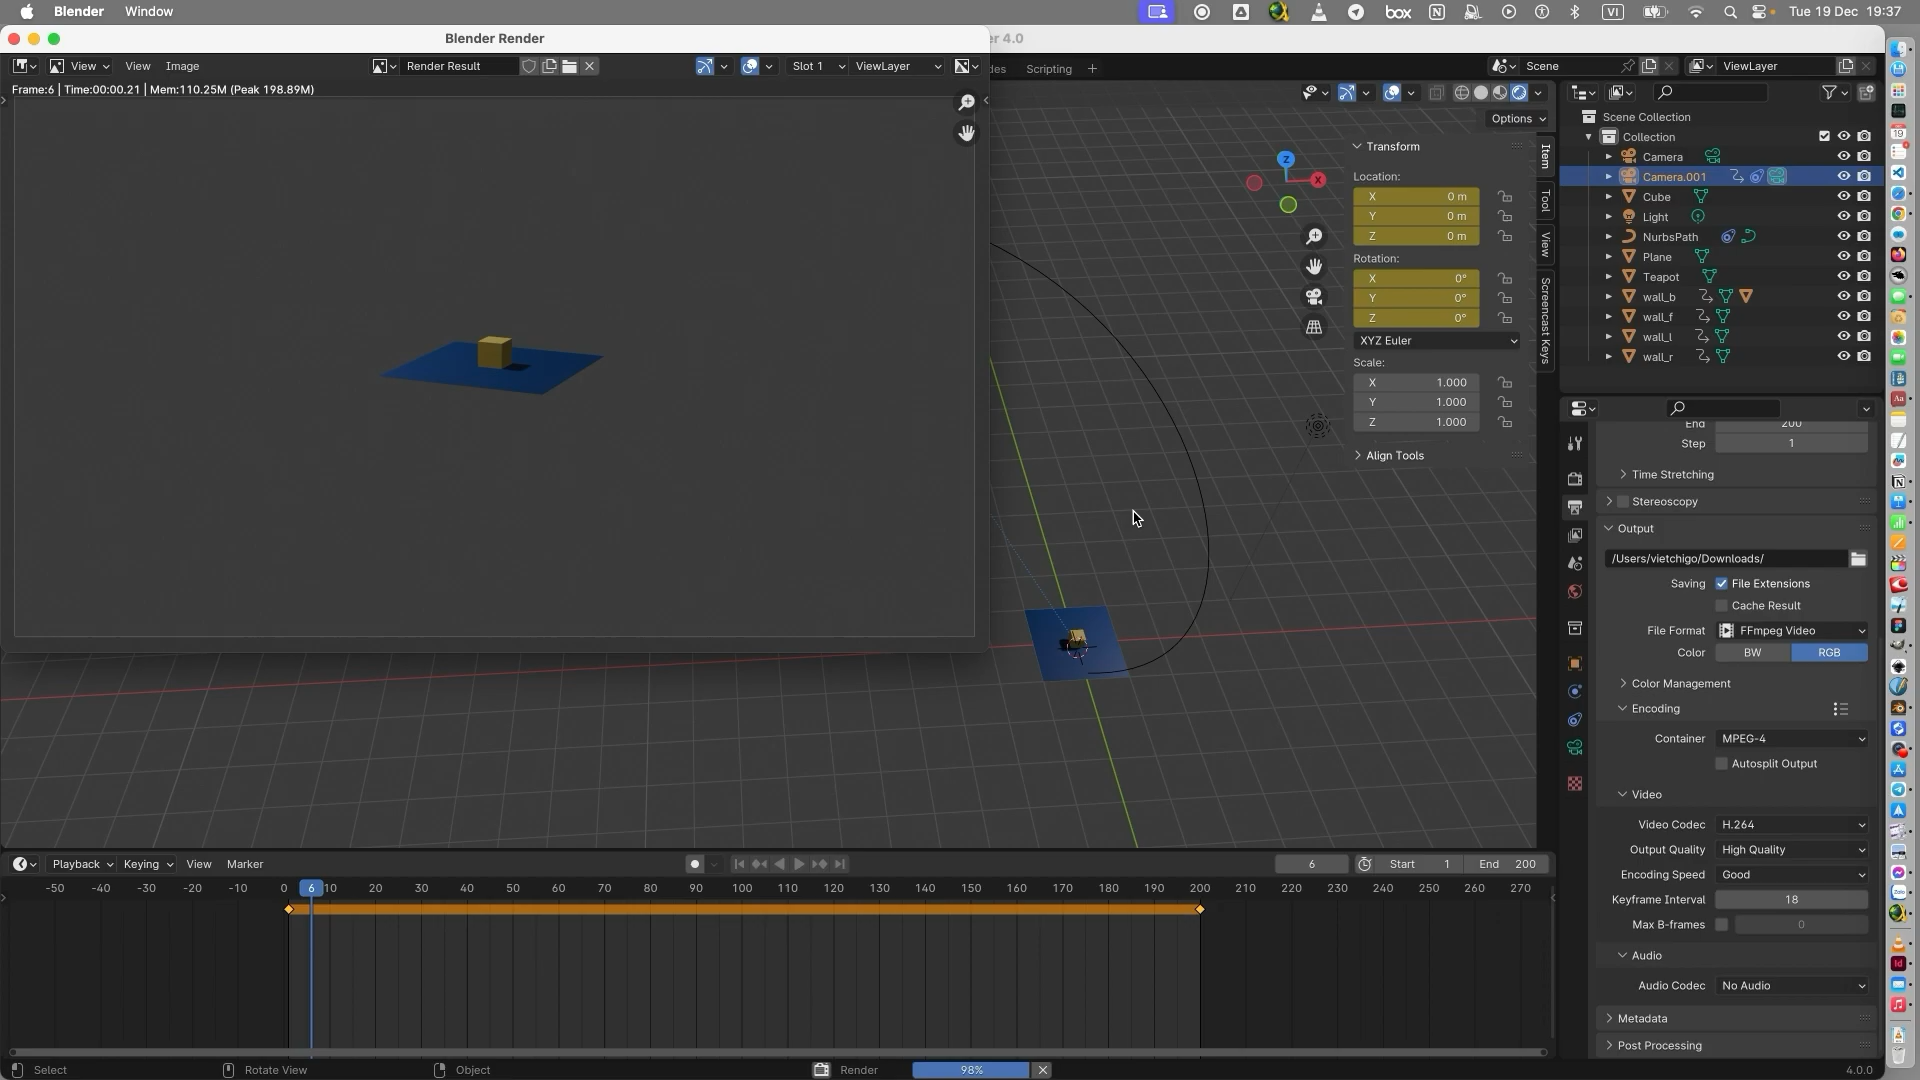 Blender
Window
box
N
VI
Tue 19 Dec 19:37
Blender Render
er 4.0
View
View
Image
Render Result
Slot 1
ViewLayer
des
Scripting
+
Scene
ViewLayer
Frame:6 | Time:00:00.21 | Mem:110.25M (Peak 198.89M)
Options
Scene Collection
Collection
Camera
Camera.001
Cube
Light
NurbsPath
Plane
Teapot
wall_b
wall_f
wall_l
wall_r
Z
X
Transform
Location:
X 0 m
Y 0 m
Z 0 m
Rotation:
X 0°
Y 0°
Z 0°
XYZ Euler
Scale:
X 1.000
Y 1.000
Z 1.000
Align Tools
Item
Tool
View
Screencast Keys
End 200
Step 1
Time Stretching
Stereoscopy
Output
/Users/vietchigo/Downloads/
Saving File Extensions
Cache Result
File Format FFmpeg Video
Color BW RGB
Color Management
Encoding
Container MPEG-4
Autosplit Output
Video
Video Codec H.264
Output Quality High Quality
Encoding Speed Good
Keyframe Interval 18
Max B-frames 0
Audio
Audio Codec No Audio
Metadata
Post Processing
Playback
Keying
View
Marker
6
Start 1
End 200
-50 -40 -30 -20 -10 0 6 10 20 30 40 50 60 70 80 90 100 110 120 130 140 150 160 170 180 190 200 210 220 230 240 250 260 270
Select
Rotate View
Object
Render
98%
4.0.0